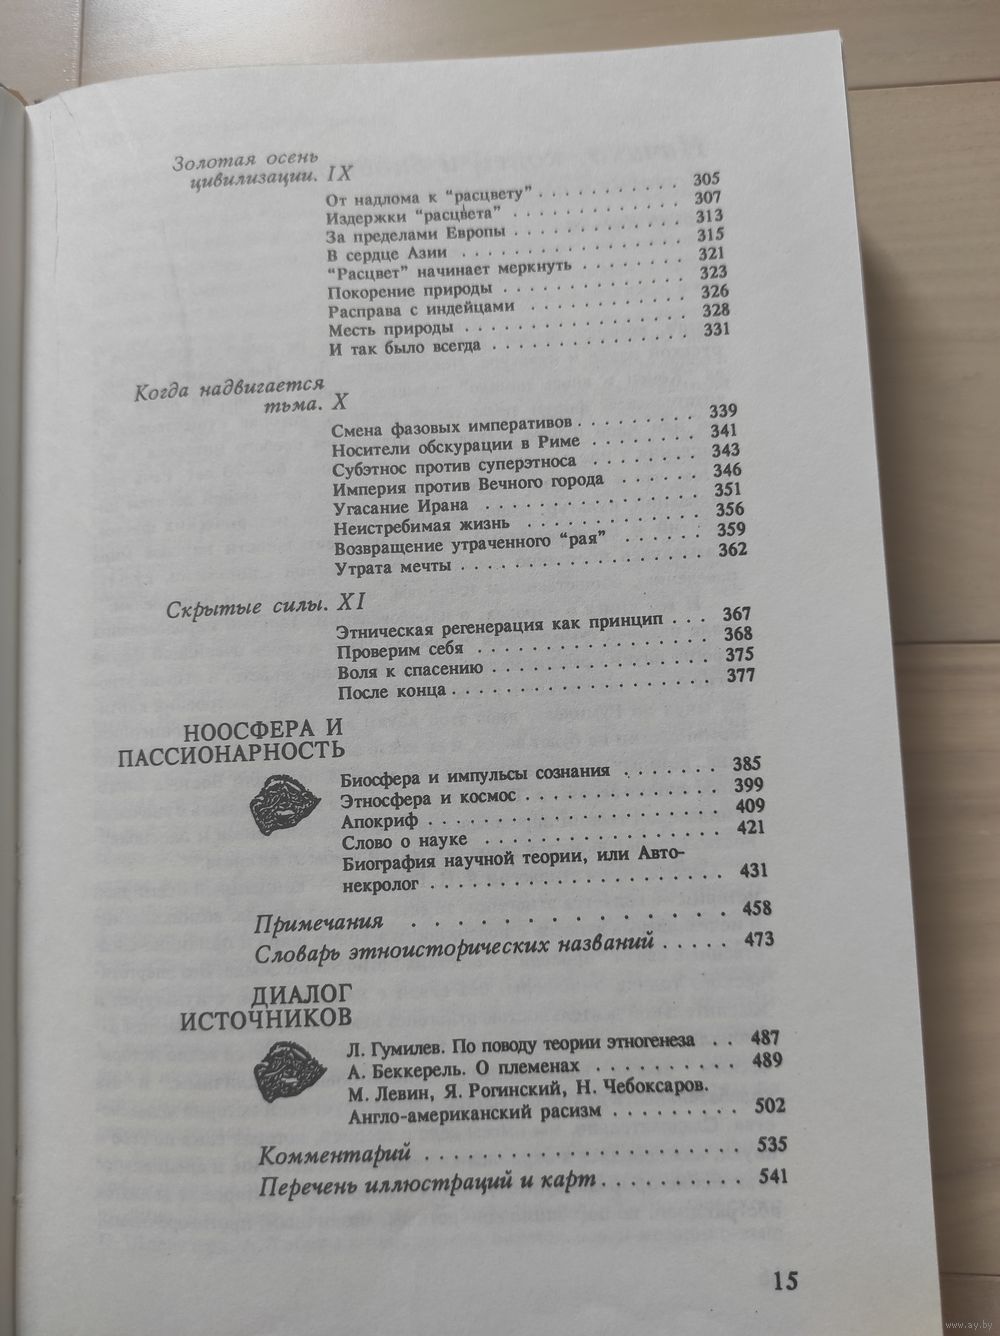 Золотая осень
цивилизации. IX
От надлома к “расцвету” . . . . . . . . . 305
Издержки “расцвета” . . . . . . . . . . . 307
За пределами Европы . . . . . . . . . . . 313
В сердце Азии . . . . . . . . . . . . . . 315
“Расцвет” начинает меркнуть . . . . . . . 321
Покорение природы . . . . . . . . . . . . 323
Расправа с индейцами . . . . . . . . . . 326
Месть природы . . . . . . . . . . . . . . 328
И так было всегда . . . . . . . . . . . . 331
Когда надвигается
тьма. X
Смена фазовых императивов . . . . . . . . 339
Носители обскурации в Риме . . . . . . . 341
Субэтнос против суперэтноса . . . . . . . 343
Империя против Вечного города . . . . . . 346
Угасание Ирана . . . . . . . . . . . . . 351
Неистребимая жизнь . . . . . . . . . . . 356
Возвращение утраченного “рая” . . . . . . 359
Утрата мечты . . . . . . . . . . . . . . 362
Скрытые силы. XI
Этническая регенерация как принцип . . . 367
Проверим себя . . . . . . . . . . . . . . 368
Воля к спасению . . . . . . . . . . . . . 375
После конца . . . . . . . . . . . . . . . 377
НООСФЕРА И
ПАССИОНАРНОСТЬ
Биосфера и импульсы сознания . . . . . . 385
Этносфера и космос . . . . . . . . . . . 399
Апокриф . . . . . . . . . . . . . . . . . 409
Слово о науке . . . . . . . . . . . . . . 421
Биография научной теории, или Авто-
некролог . . . . . . . . . . . . . . . . 431
Примечания . . . . . . . . . . . . . . . 458
Словарь этноисторических названий . . . . . 473
ДИАЛОГ
ИСТОЧНИКОВ
Л. Гумилев. По поводу теории этногенеза . . 487
А. Беккерель. О племенах . . . . . . . . 489
М. Левин, Я. Рогинский, Н. Чебоксаров.
Англо-американский расизм . . . . . . . . . 502
Комментарий . . . . . . . . . . . . . . . 535
Перечень иллюстраций и карт . . . . . . . . . 541
15
www.ay.by